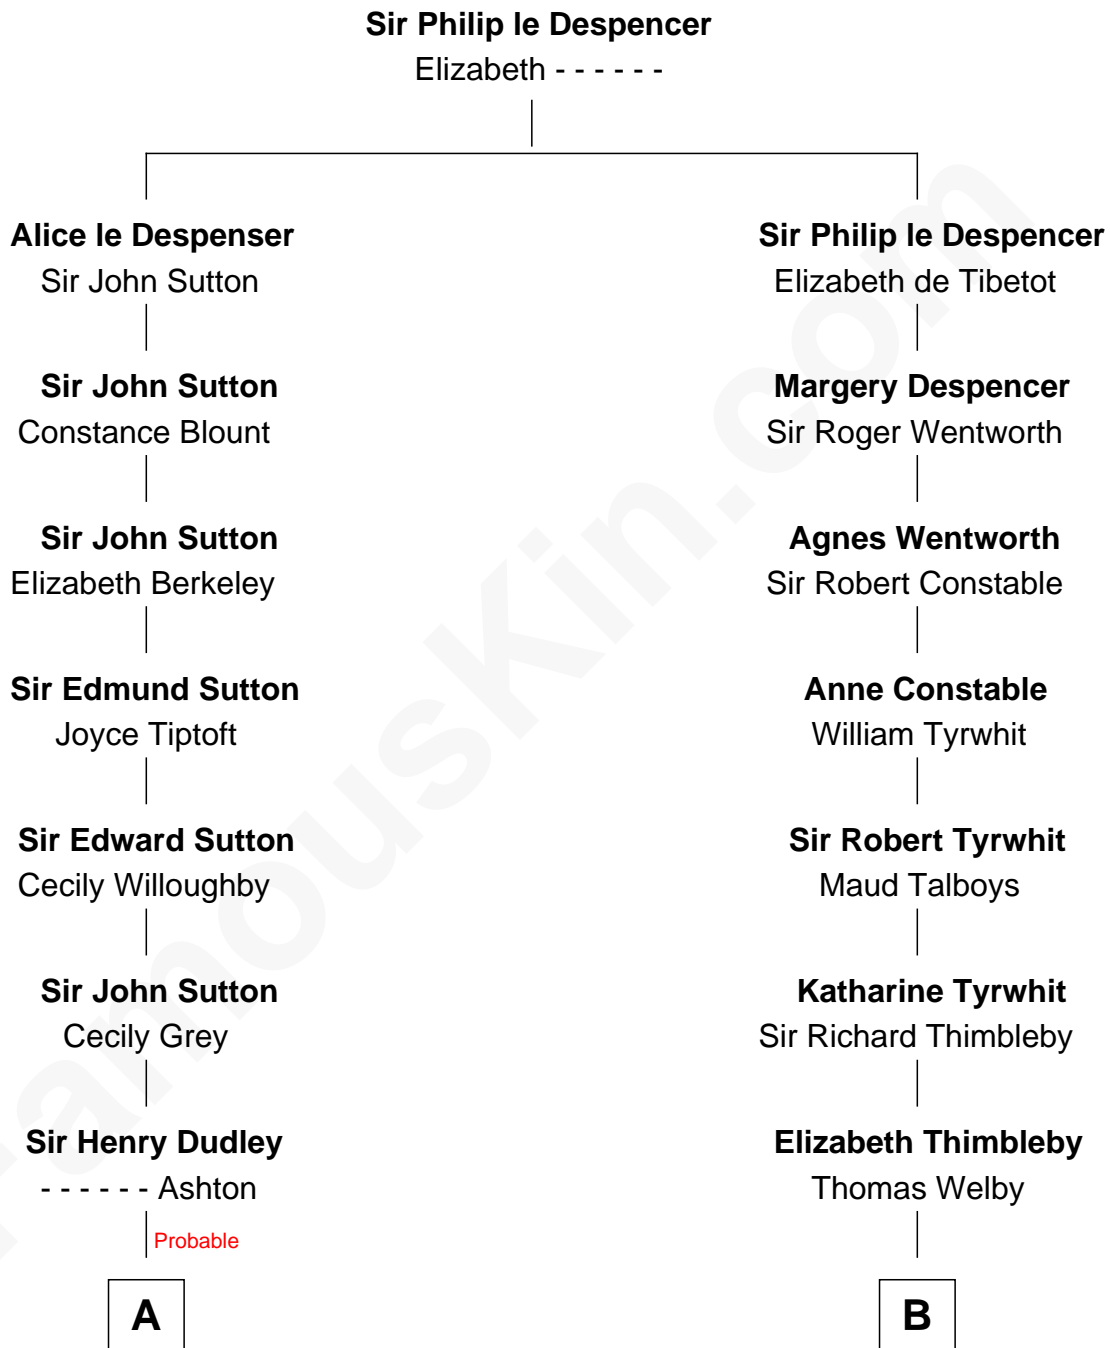 Sir Philip le Despencer
Elizabeth - - - - - -
Alice le Despenser
Sir John Sutton
Sir Philip le Despencer
Elizabeth de Tibetot
Sir John Sutton
Constance Blount
Margery Despencer
Sir Roger Wentworth
Sir John Sutton
Elizabeth Berkeley
Agnes Wentworth
Sir Robert Constable
Sir Edmund Sutton
Joyce Tiptoft
Anne Constable
William Tyrwhit
Sir Edward Sutton
Cecily Willoughby
Sir Robert Tyrwhit
Maud Talboys
Sir John Sutton
Cecily Grey
Katharine Tyrwhit
Sir Richard Thimbleby
Sir Henry Dudley
- - - - - - Ashton
Elizabeth Thimbleby
Thomas Welby
Probable
A
B
FamousKin.com